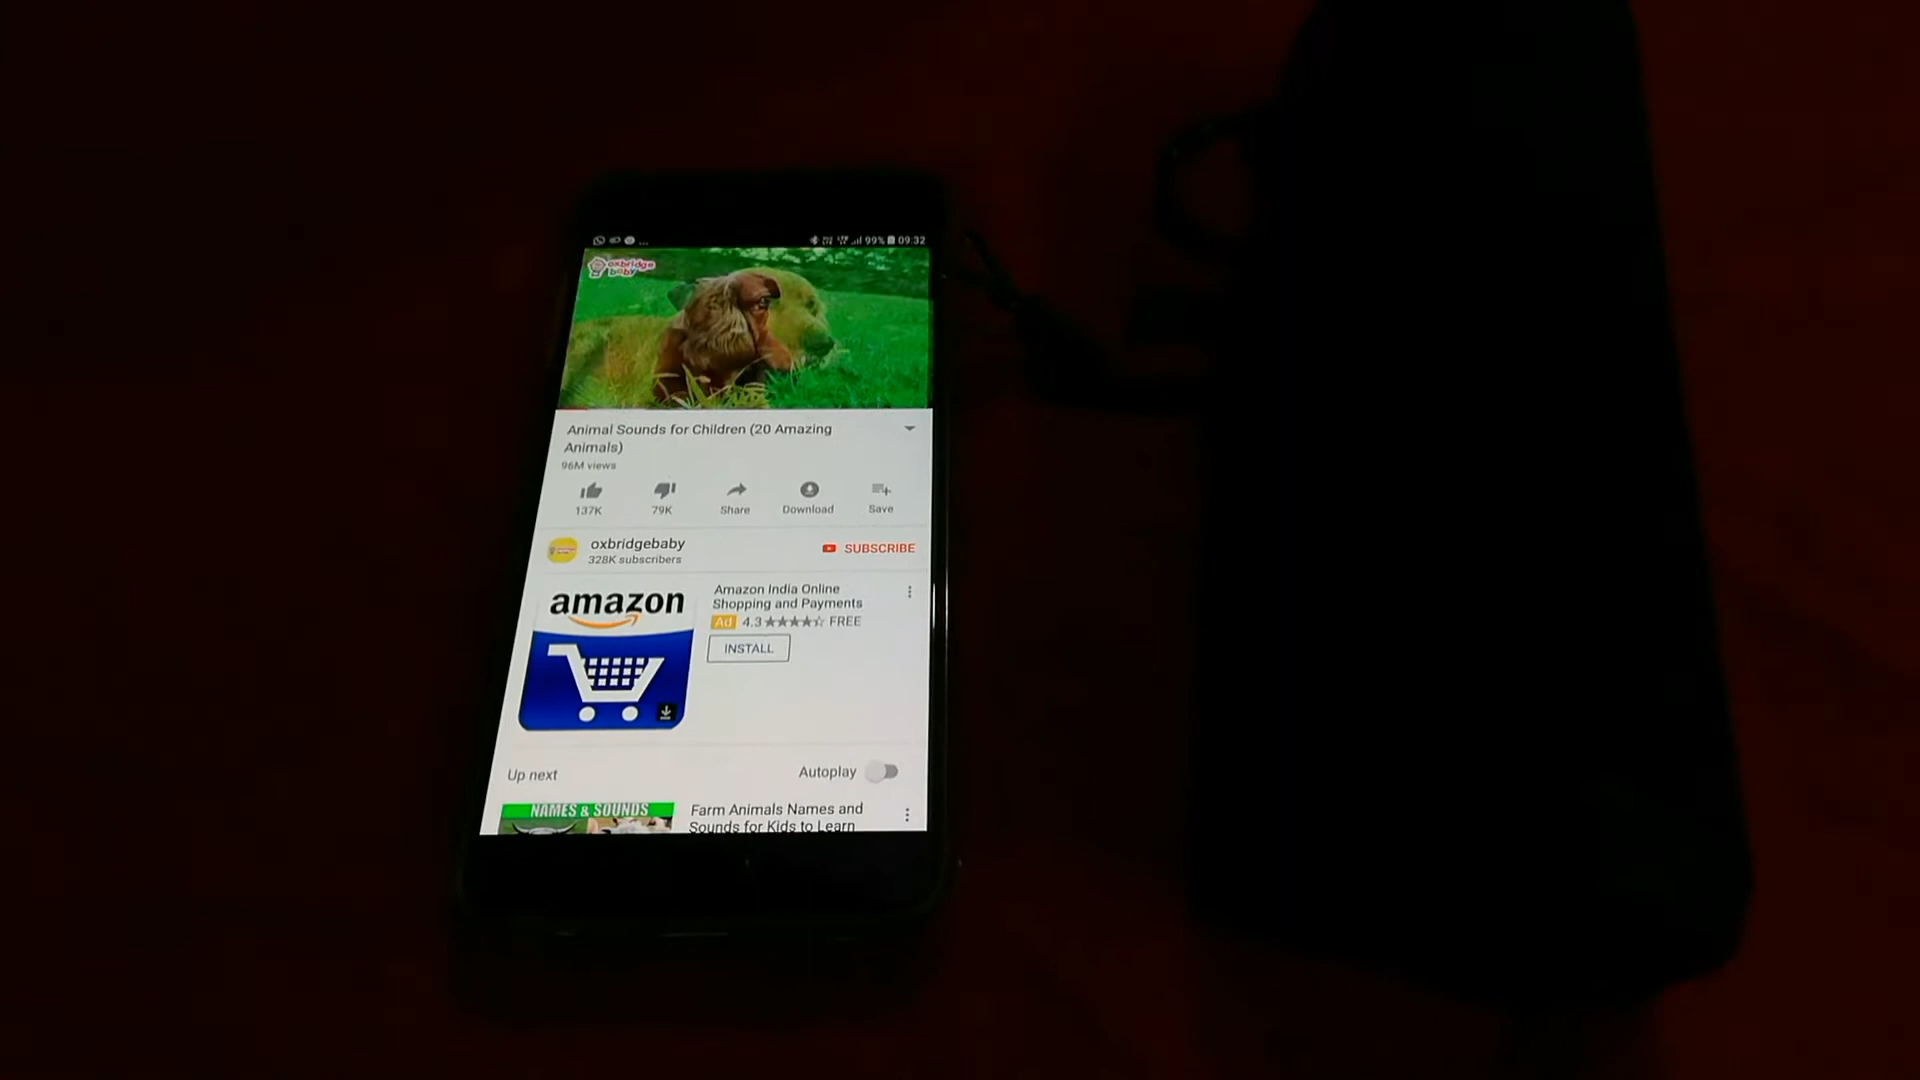 99% 09:32
oxbridge
baby
Animal Sounds for Children (20 Amazing
Animals)
96M views
137K
79K
Share
Download
Save
oxbridgebaby
328K subscribers
SUBSCRIBE
amazon
Amazon India Online
Shopping and Payments
Ad 4.3 FREE
INSTALL
Up next
Autoplay
NAMES & SOUNDS
Farm Animals Names and
Sounds for Kids to Learn